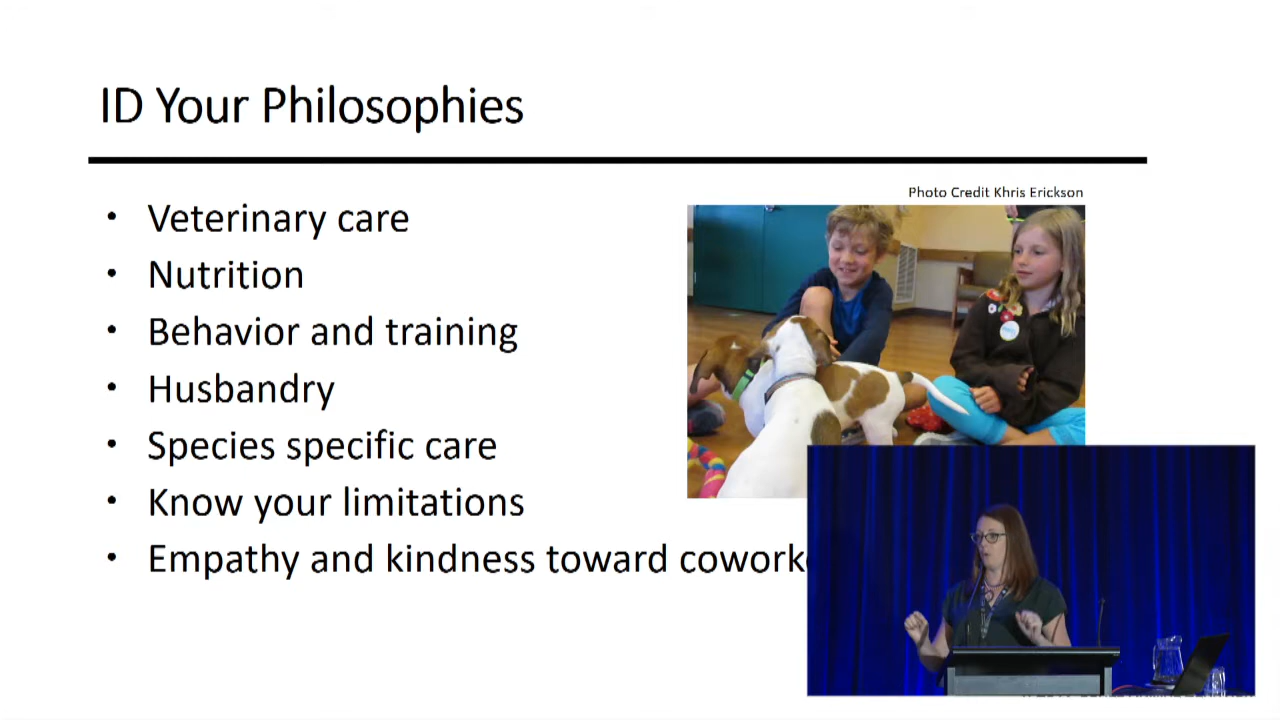 ID Your Philosophies
Photo Credit Khris Erickson
• Veterinary care
• Nutrition
• Behavior and training
• Husbandry
• Species specific care
• Know your limitations
• Empathy and kindness toward